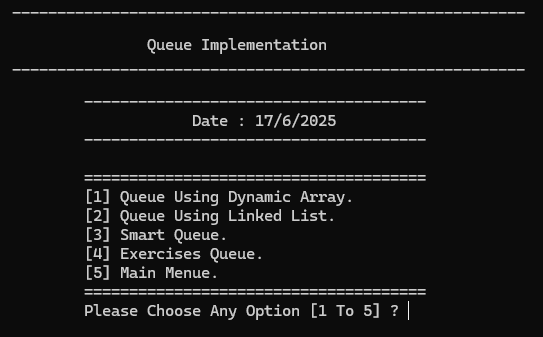 Queue Implementation
Date : 17/6/2025
[1] Queue Using Dynamic Array.
[2] Queue Using Linked List.
[3] Smart Queue.
[4] Exercises Queue.
[5] Main Menue.
Please Choose Any Option [1 To 5] ?